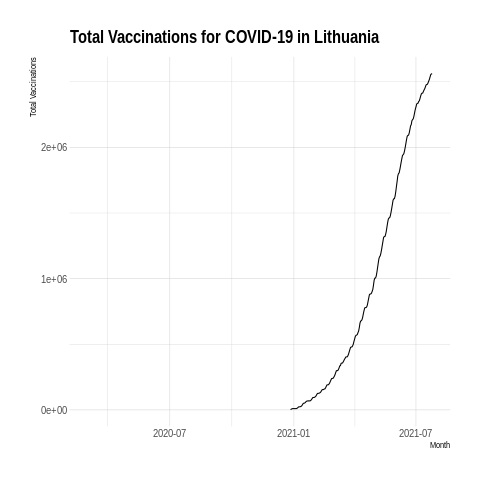 Total Vaccinations for COVID-19 in Lithuania
Total Vaccinations
2e+06
1e+06
0e+00
2020-07 2021-01 2021-07
Month